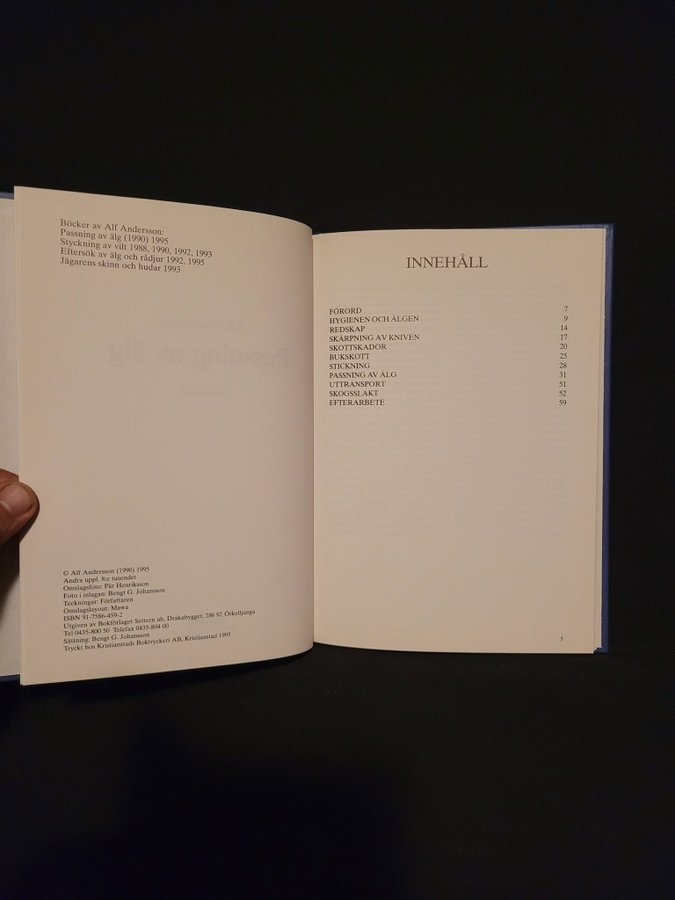 Böcker av Alf Andersson:
Passning av älg (1990) 1995
Styckning av vilt 1988, 1990, 1992, 1993
Eftersök av älg och rådjur 1992, 1995
Jägarens skinn och hudar 1993
© Alf Andersson (1990) 1995
Andra uppl. 8:e tusendet
Omslagsfoto: Pär Henriksson
Foto i inlagan: Bengt G. Johansson
Teckningar: Författaren
Omslagslayout: Mawa
ISBN 91-7586-459-2
Utgiven av Bokförlaget Settern ab, Drakabygget, 286 92 Örkelljunga
Tel 0435-800 50 Telefax 0435-804 00
Sättning: Bengt G. Johansson
Tryckt hos Kristianstads Boktryckeri AB, Kristianstad 1995
INNEHÅLL
FÖRORD 7
HYGIENEN OCH ÄLGEN 9
REDSKAP 14
SKÄRPNING AV KNIVEN 17
SKOTTSKADOR 20
BUKSKOTT 25
STICKNING 28
PASSNING AV ÄLG 31
UTTRANSPORT 51
SKOGSSLAKT 52
EFTERARBETE 59
5